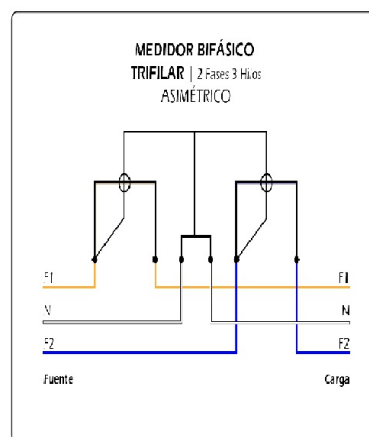 MEDIDOR BIFÁSICO
TRIFILAR | 2 Fases 3 Hilos
ASIMÉTRICO
F1 F1
N N
F2 F2
Fuente Carga